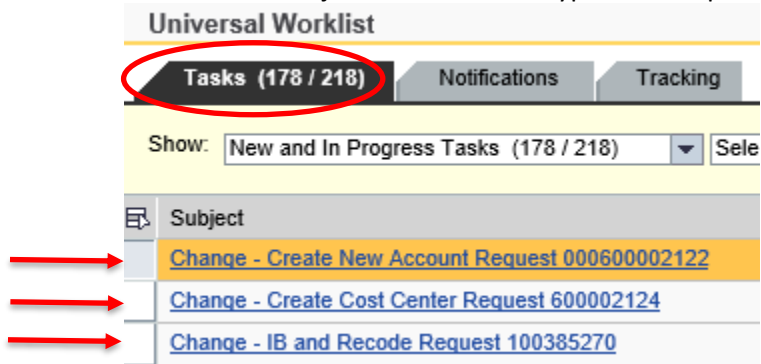 Universal Worklist
Tasks (178 / 218) Notifications Tracking
Show: New and In Progress Tasks (178 / 218) Sele
Subject
Change - Create New Account Request 000600002122
Change - Create Cost Center Request 600002124
Change - IB and Recode Request 100385270